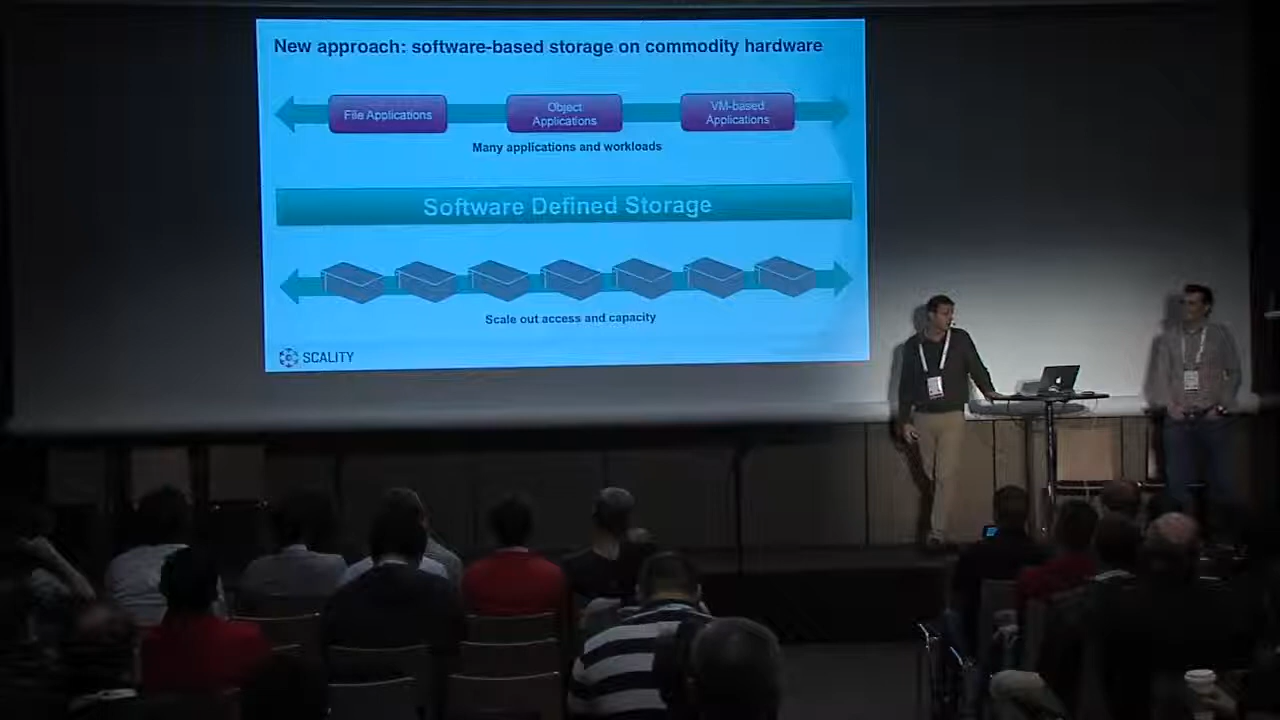 New approach: software-based storage on commodity hardware
File Applications
Object
Applications
VM-based
Applications
Many applications and workloads
Software Defined Storage
Scale out access and capacity
SCALITY